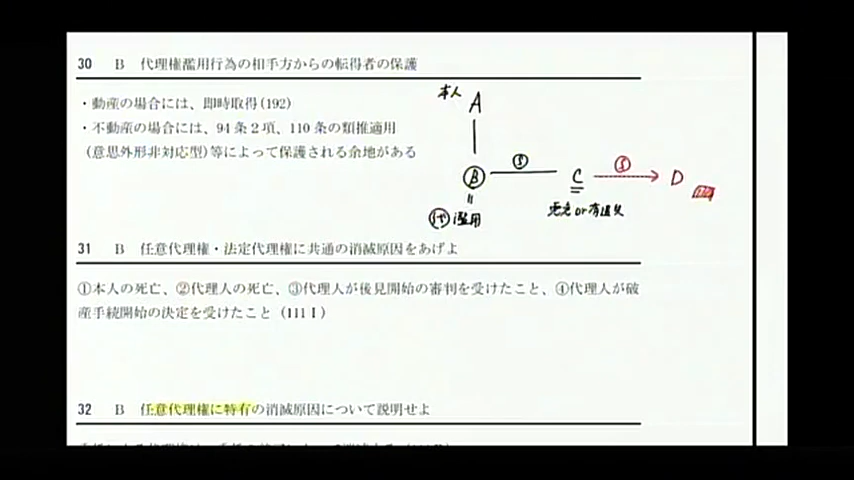 30 B 代理権濫用行為の相手方からの転得者の保護
・動産の場合には、即時取得(192)
・不動産の場合には、94条2項、110条の類推適用
(意思外形非対応型)等によって保護される余地がある
本人 A
B
売
C
売
D
代 濫用
悪意 or 有過失
31 B 任意代理権・法定代理権に共通の消滅原因をあげよ
①本人の死亡、②代理人の死亡、③代理人が後見開始の審判を受けたこと、④代理人が破
産手続開始の決定を受けたこと (111Ⅰ)
32 B 任意代理権に特有の消滅原因について説明せよ